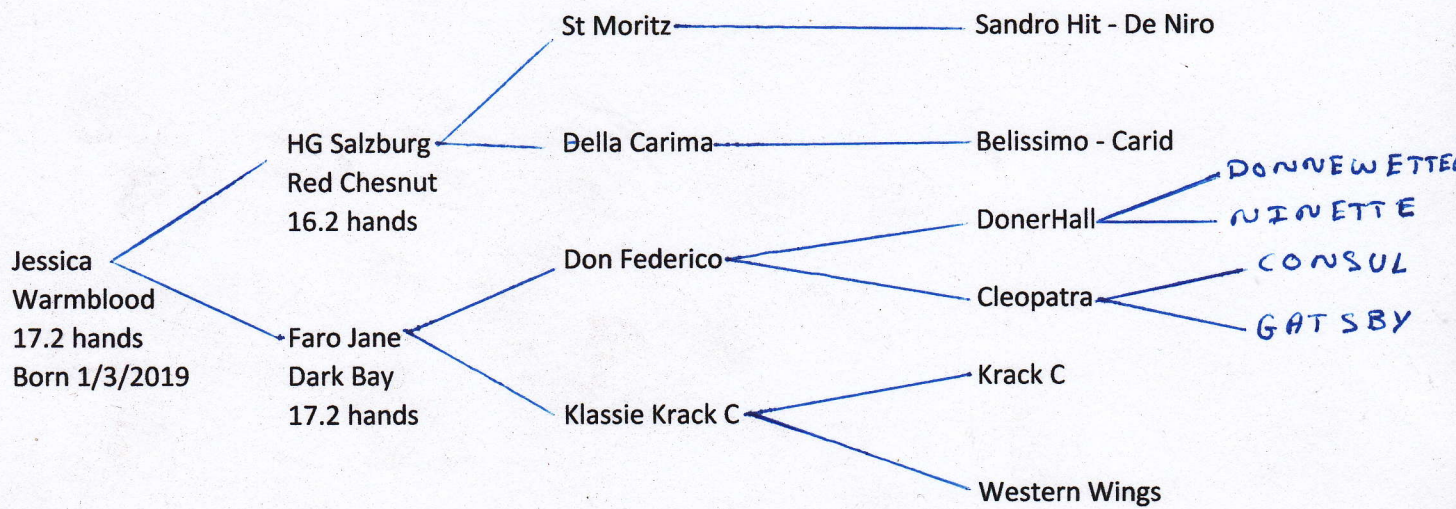 St Moritz
Sandro Hit - De Niro
HG Salzburg
Red Chesnut
16.2 hands
Della Carima
Belissimo - Carid
DONNEWETTER
NINETTE
DonerHall
Jessica
Warmblood
17.2 hands
Born 1/3/2019
Don Federico
CONSUL
Cleopatra
GATSBY
Faro Jane
Dark Bay
17.2 hands
Krack C
Klassie Krack C
Western Wings